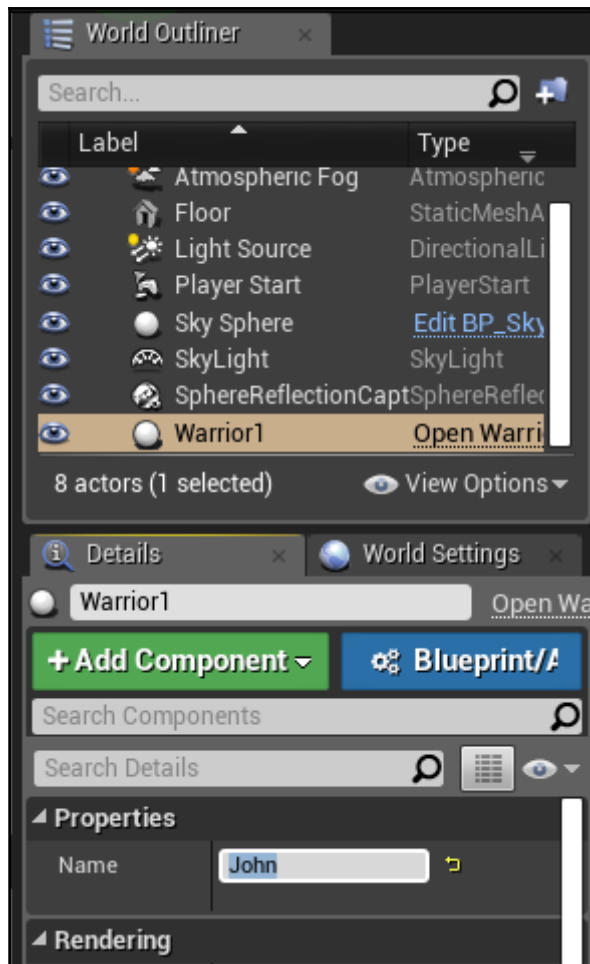 World Outliner
Search...
Label Type
Atmospheric Fog Atmospheric
Floor StaticMeshA
Light Source DirectionalLi
Player Start PlayerStart
Sky Sphere Edit BP_Sky
SkyLight SkyLight
SphereReflectionCapt SphereReflec
Warrior1 Open Warri
8 actors (1 selected) View Options
Details World Settings
Warrior1 Open Wa
+ Add Component Blueprint/A
Search Components
Search Details
Properties
Name John
Rendering